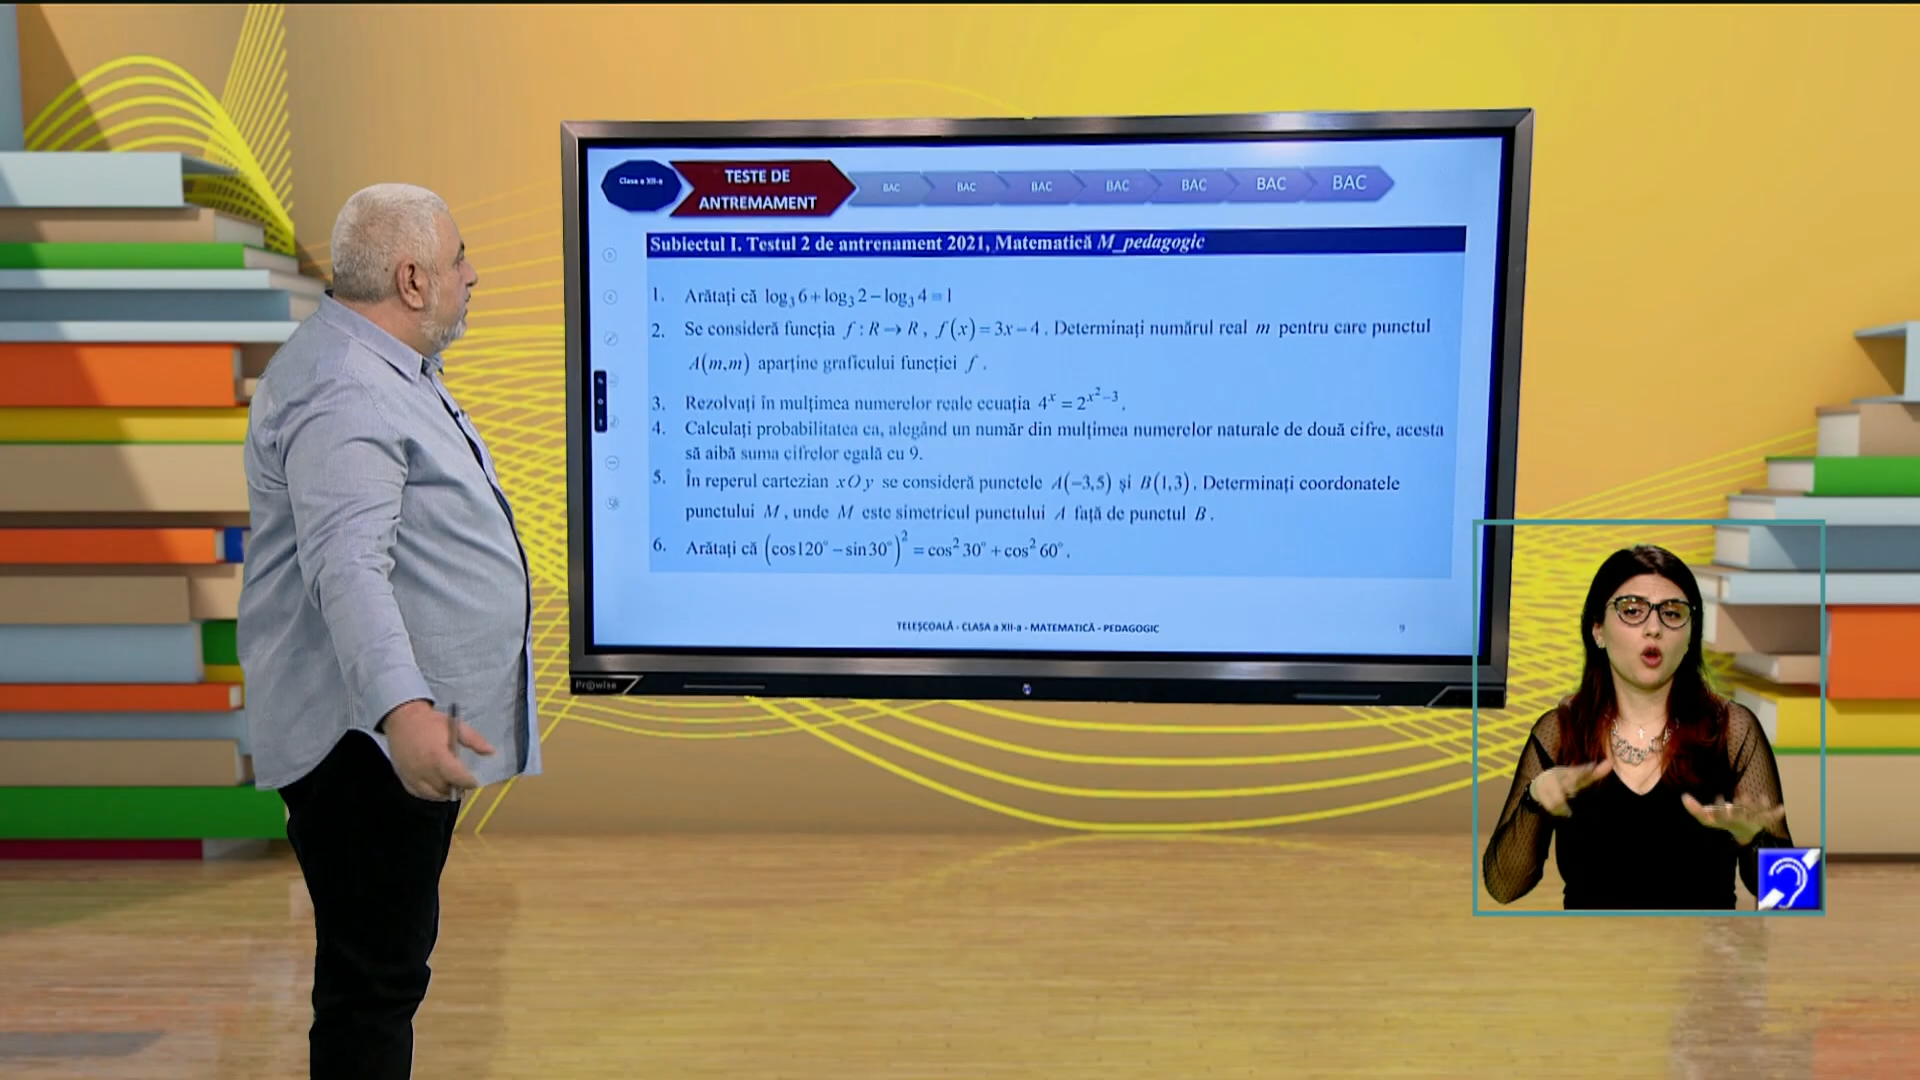 Clasa a XII-a
TESTE DE
ANTREMAMENT
BAC BAC BAC BAC BAC BAC BAC
Subiectul I. Testul 2 de antrenament 2021, Matematică M_pedagogic
1. Arătați că log₃6 + log₃2 − log₃4 = 1
2. Se consideră funcția f : R → R, f(x) = 3x − 4. Determinați numărul real m pentru care punctul
A(m,m) aparține graficului funcției f.
3. Rezolvați în mulțimea numerelor reale ecuația 4^x = 2^(x²−3).
4. Calculați probabilitatea ca, alegând un număr din mulțimea numerelor naturale de două cifre, acesta
să aibă suma cifrelor egală cu 9.
5. În reperul cartezian xOy se consideră punctele A(−3,5) și B(1,3). Determinați coordonatele
punctului M, unde M este simetricul punctului A față de punctul B.
6. Arătați că (cos120° − sin30°)² = cos²30° + cos²60°.
TELEȘCOALĂ - CLASA a XII-a - MATEMATICĂ - PEDAGOGIC
9
Prowise